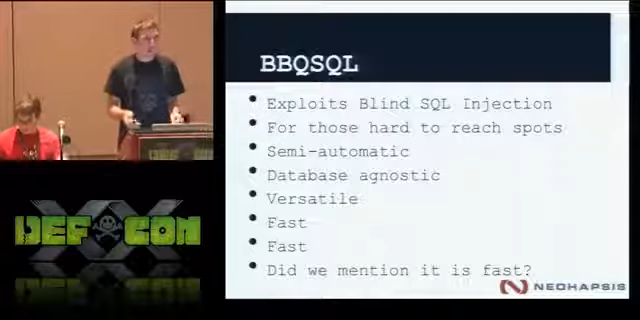 BBQSQL
Exploits Blind SQL Injection
For those hard to reach spots
Semi-automatic
Database agnostic
Versatile
Fast
Fast
Did we mention it is fast?
NEOHAPSIS
DEF CON
XX